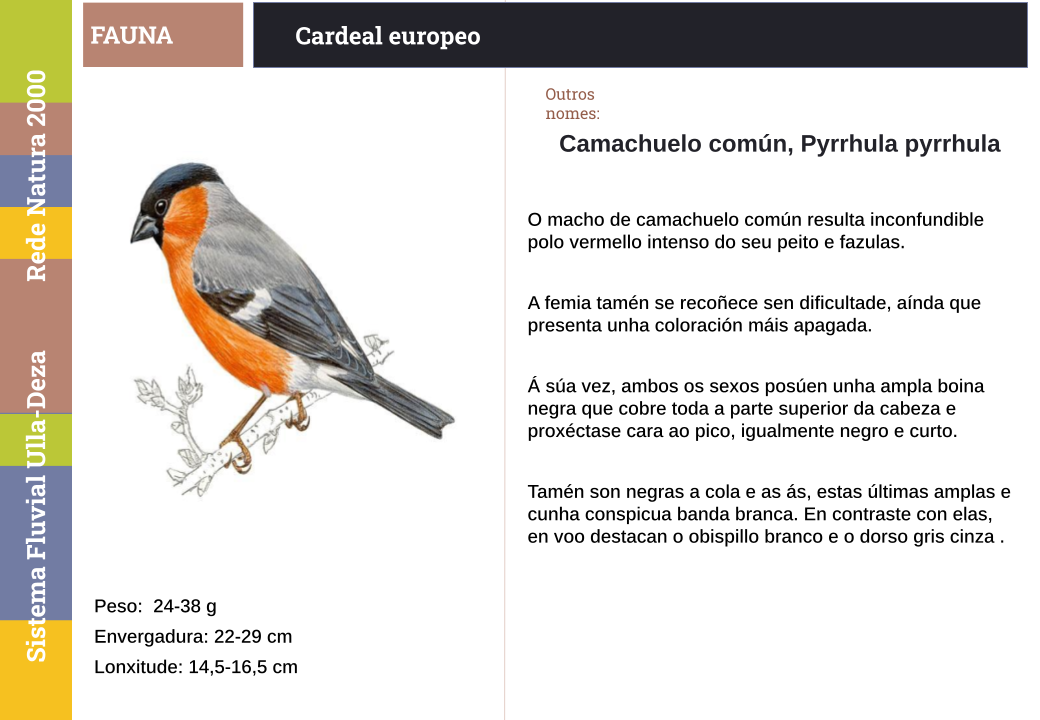 FAUNA
Cardeal europeo
Rede Natura 2000
Sistema Fluvial Ulla-Deza
Outros
nomes:
Camachuelo común, Pyrrhula pyrrhula
O macho de camachuelo común resulta inconfundible
polo vermello intenso do seu peito e fazulas.
A femia tamén se recoñece sen dificultade, aínda que
presenta unha coloración máis apagada.
Á súa vez, ambos os sexos posúen unha ampla boina
negra que cobre toda a parte superior da cabeza e
proxéctase cara ao pico, igualmente negro e curto.
Tamén son negras a cola e as ás, estas últimas amplas e
cunha conspicua banda branca. En contraste con elas,
en voo destacan o obispillo branco e o dorso gris cinza .
Peso:  24-38 g
Envergadura: 22-29 cm
Lonxitude: 14,5-16,5 cm